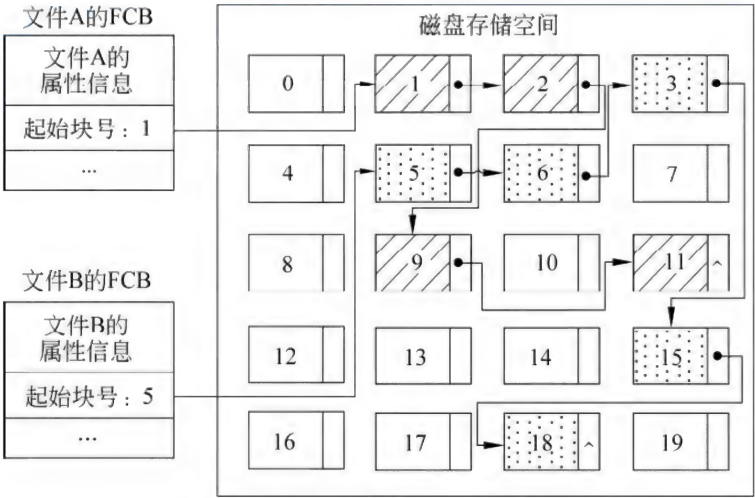 文件A的FCB
文件A的
属性信息
起始块号：1
…
文件B的FCB
文件B的
属性信息
起始块号：5
…
磁盘存储空间
0 1 2 3
4 5 6 7
8 9 10 11 ^
12 13 14 15
16 17 18 ^ 19